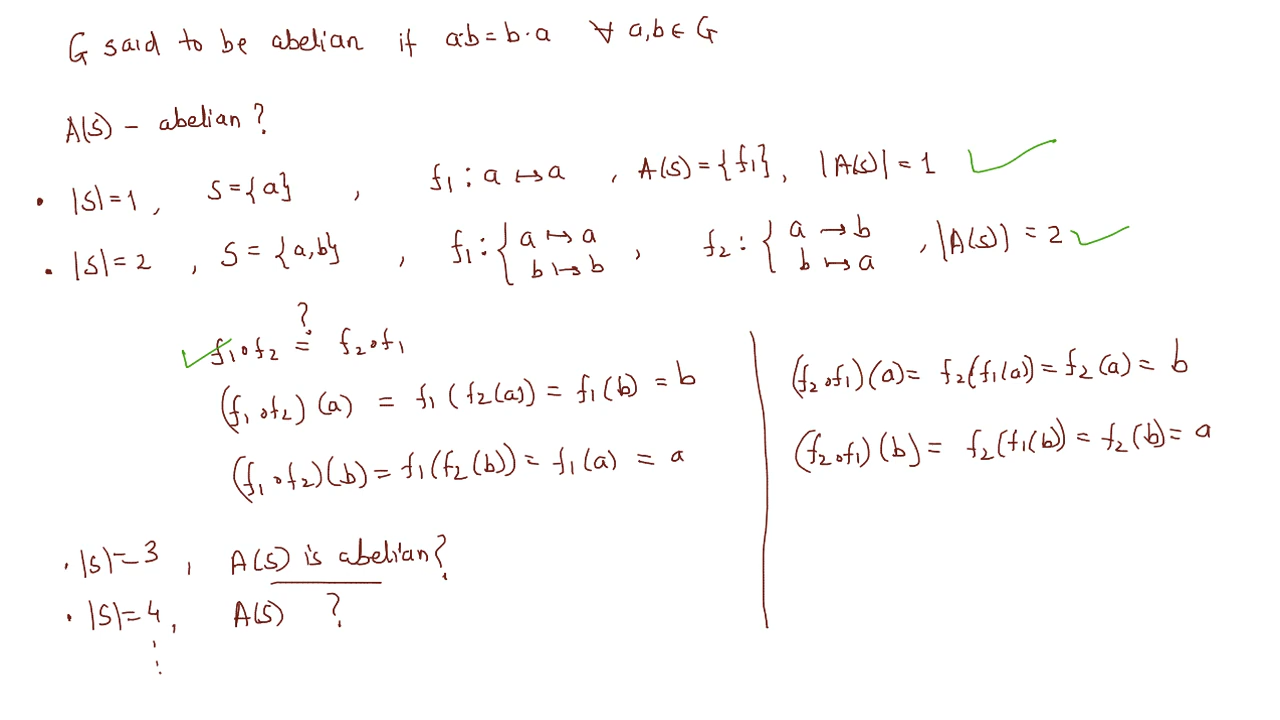 G said to be abelian if a·b = b·a ∀ a,b ∈ G
A(S) – abelian ?
• |S| = 1 , S = {a} , f₁ : a ↦ a , A(S) = {f₁} , |A(S)| = 1 ✓
• |S| = 2 , S = {a,b} , f₁ : { a ↦ a , f₂ : { a → b , |A(S)| = 2 ✓
b ↦ b b ↦ a
?
✓ f₁∘f₂ = f₂∘f₁
(f₁∘f₂)(a) = f₁(f₂(a)) = f₁(b) = b
(f₁∘f₂)(b) = f₁(f₂(b)) = f₁(a) = a
(f₂∘f₁)(a) = f₂(f₁(a)) = f₂(a) = b
(f₂∘f₁)(b) = f₂(f₁(b)) = f₂(b) = a
• |S| = 3 , A(S) is abelian ?
• |S| = 4 , A(S) ?
⋮